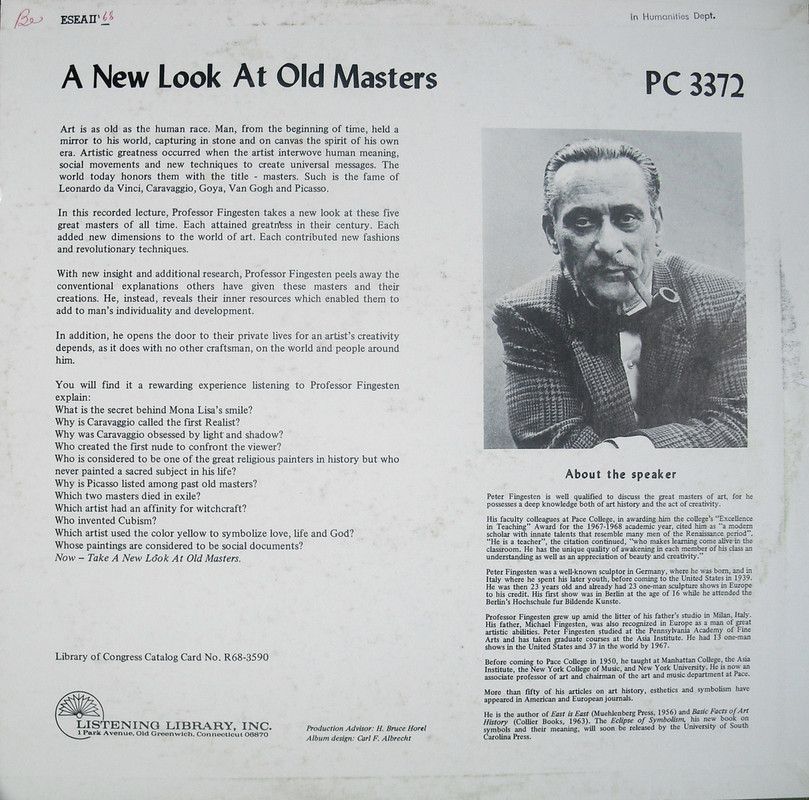 Be ESEA II '68
In Humanities Dept.
A New Look At Old Masters
PC 3372
Art is as old as the human race. Man, from the beginning of time, held a
mirror to his world, capturing in stone and on canvas the spirit of his own
era. Artistic greatness occurred when the artist interwove human meaning,
social movements and new techniques to create universal messages. The
world today honors them with the title - masters. Such is the fame of
Leonardo da Vinci, Caravaggio, Goya, Van Gogh and Picasso.
In this recorded lecture, Professor Fingesten takes a new look at these five
great masters of all time. Each attained greatness in their century. Each
added new dimensions to the world of art. Each contributed new fashions
and revolutionary techniques.
With new insight and additional research, Professor Fingesten peels away the
conventional explanations others have given these masters and their
creations. He, instead, reveals their inner resources which enabled them to
add to man's individuality and development.
In addition, he opens the door to their private lives for an artist's creativity
depends, as it does with no other craftsman, on the world and people around
him.
You will find it a rewarding experience listening to Professor Fingesten
explain:
What is the secret behind Mona Lisa's smile?
Why is Caravaggio called the first Realist?
Why was Caravaggio obsessed by light and shadow?
Who created the first nude to confront the viewer?
Who is considered to be one of the great religious painters in history but who
never painted a sacred subject in his life?
Why is Picasso listed among past old masters?
Which two masters died in exile?
Which artist had an affinity for witchcraft?
Who invented Cubism?
Which artist used the color yellow to symbolize love, life and God?
Whose paintings are considered to be social documents?
Now – Take A New Look At Old Masters.
Library of Congress Catalog Card No. R68-3590
LISTENING LIBRARY, INC.
1 Park Avenue, Old Greenwich, Connecticut 06870
Production Advisor: H. Bruce Horel
Album design: Carl F. Albrecht
About the speaker
Peter Fingesten is well qualified to discuss the great masters of art, for he
possesses a deep knowledge both of art history and the act of creativity.
His faculty colleagues at Pace College, in awarding him the college's "Excellence
in Teaching" Award for the 1967-1968 academic year, cited him as "a modern
scholar with innate talents that resemble many men of the Renaissance period".
"He is a teacher", the citation continued, "who makes learning come alive in the
classroom. He has the unique quality of awakening in each member of his class an
understanding as well as an appreciation of beauty and creativity."
Peter Fingesten was a well-known sculptor in Germany, where he was born, and in
Italy where he spent his later youth, before coming to the United States in 1939.
He was then 23 years old and already had 23 one-man sculpture shows in Europe
to his credit. His first show was in Berlin at the age of 16 while he attended the
Berlin's Hochschule fur Bildende Kunste.
Professor Fingesten grew up amid the litter of his father's studio in Milan, Italy.
His father, Michael Fingesten, was also recognized in Europe as a man of great
artistic abilities. Peter Fingesten studied at the Pennsylvania Academy of Fine
Arts and has taken graduate courses at the Asia Institute. He had 13 one-man
shows in the United States and 37 in the world by 1967.
Before coming to Pace College in 1950, he taught at Manhattan College, the Asia
Institute, the New York College of Music, and New York University. He is now an
associate professor of art and chairman of the art and music department at Pace.
More than fifty of his articles on art history, esthetics and symbolism have
appeared in American and European journals.
He is the author of East is East (Muehlenberg Press, 1956) and Basic Facts of Art
History (Collier Books, 1963). The Eclipse of Symbolism, his new book on
symbols and their meaning, will soon be released by the University of South
Carolina Press.